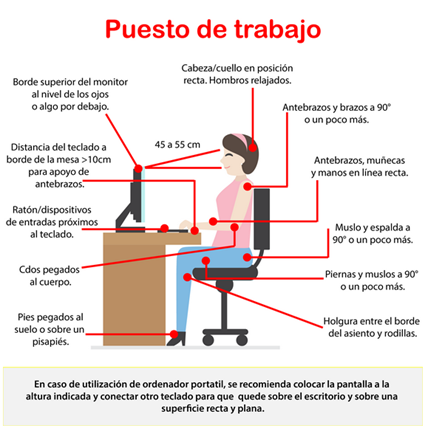 Puesto de trabajo
Cabeza/cuello en posición
recta. Hombros relajados.
Borde superior del monitor
al nivel de los ojos
o algo por debajo.
45 a 55 cm
Antebrazos y brazos a 90°
o un poco más.
Distancia del teclado a
borde de la mesa >10cm
para apoyo de
antebrazos.
Antebrazos, muñecas
y manos en línea recta.
Ratón/dispositivos
de entradas próximos
al teclado.
Muslo y espalda a
90° o un poco más.
Cdos pegados
al cuerpo.
Piernas y muslos a 90°
o un poco más.
Pies pegados al
suelo o sobre un
pisapiés.
Holgura entre el borde
del asiento y rodillas.
En caso de utilización de ordenador portatil, se recomienda colocar la pantalla a la
altura indicada y conectar otro teclado para que quede sobre el escritorio y sobre una
superficie recta y plana.